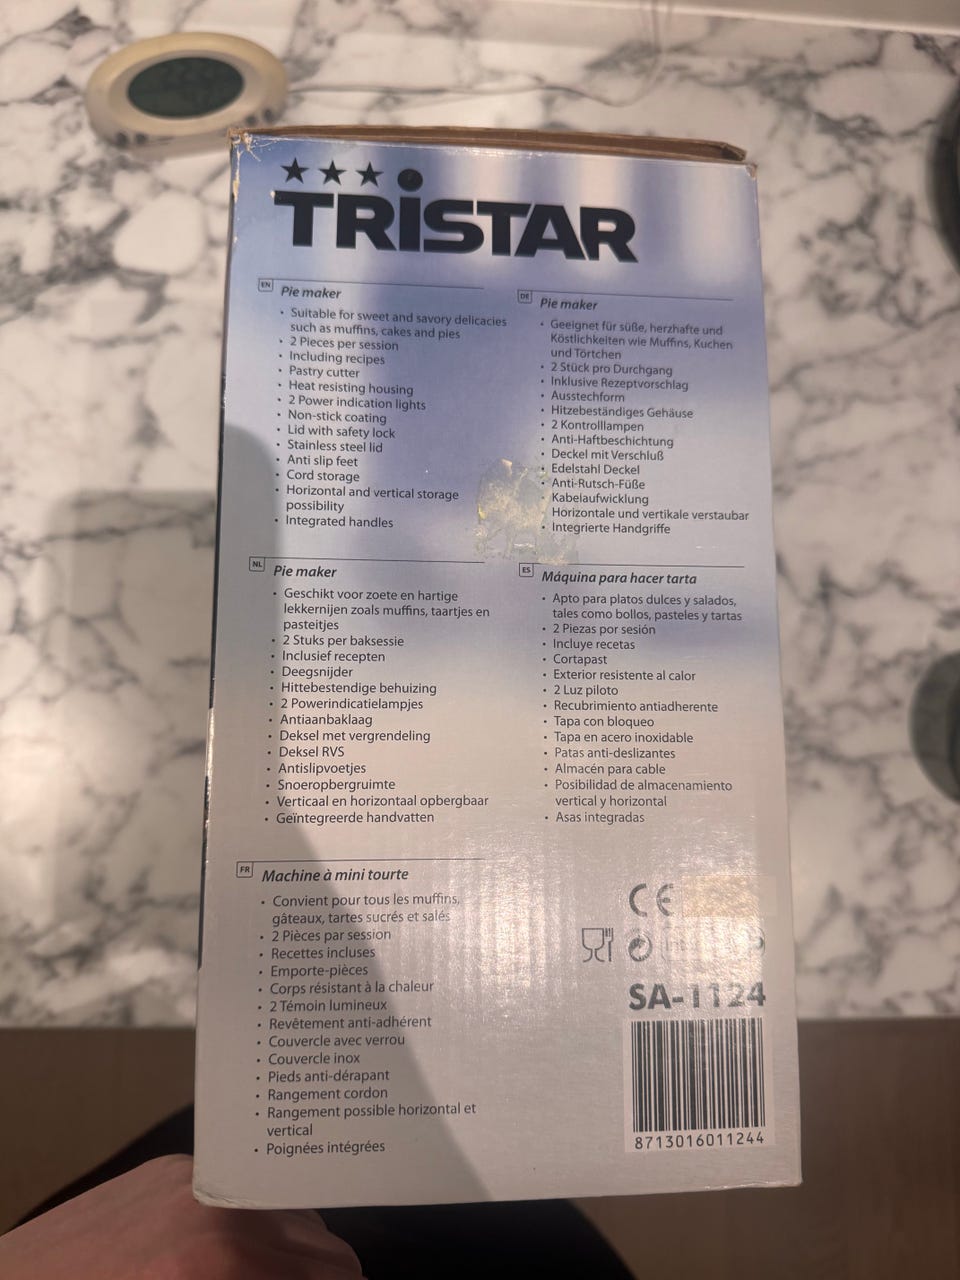 TRiSTAR
EN
Pie maker
• Suitable for sweet and savory delicacies
such as muffins, cakes and pies
• 2 Pieces per session
• Including recipes
• Pastry cutter
• Heat resisting housing
• 2 Power indication lights
• Non-stick coating
• Lid with safety lock
• Stainless steel lid
• Anti slip feet
• Cord storage
• Horizontal and vertical storage
possibility
• Integrated handles
DE
Pie maker
• Geeignet für süße, herzhafte und
Köstlichkeiten wie Muffins, Kuchen
und Törtchen
• 2 Stück pro Durchgang
• Inklusive Rezeptvorschlag
• Ausstechform
• Hitzebeständiges Gehäuse
• 2 Kontrolllampen
• Anti-Haftbeschichtung
• Deckel mit Verschluß
• Edelstahl Deckel
• Anti-Rutsch-Füße
• Kabelaufwicklung
Horizontale und vertikale verstaubar
• Integrierte Handgriffe
NL
Pie maker
• Geschikt voor zoete en hartige
lekkernijen zoals muffins, taartjes en
pasteitjes
• 2 Stuks per baksessie
• Inclusief recepten
• Deegsnijder
• Hittebestendige behuizing
• 2 Powerindicatielampjes
• Antiaanbaklaag
• Deksel met vergrendeling
• Deksel RVS
• Antislipvoetjes
• Snoeropbergruimte
• Verticaal en horizontaal opbergbaar
• Geïntegreerde handvatten
ES
Máquina para hacer tarta
• Apto para platos dulces y salados,
tales como bollos, pasteles y tartas
• 2 Piezas por sesión
• Incluye recetas
• Cortapast
• Exterior resistente al calor
• 2 Luz piloto
• Recubrimiento antiadherente
• Tapa con bloqueo
• Tapa en acero inoxidable
• Patas anti-deslizantes
• Almacén para cable
• Posibilidad de almacenamiento
vertical y horizontal
• Asas integradas
FR
Machine à mini tourte
• Convient pour tous les muffins,
gâteaux, tartes sucrés et salés
• 2 Pièces par session
• Recettes incluses
• Emporte-pièces
• Corps résistant à la chaleur
• 2 Témoin lumineux
• Revêtement anti-adhérent
• Couvercle avec verrou
• Couvercle inox
• Pieds anti-dérapant
• Rangement cordon
• Rangement possible horizontal et
vertical
• Poignées intégrées
CE
SA-1124
8713016011244